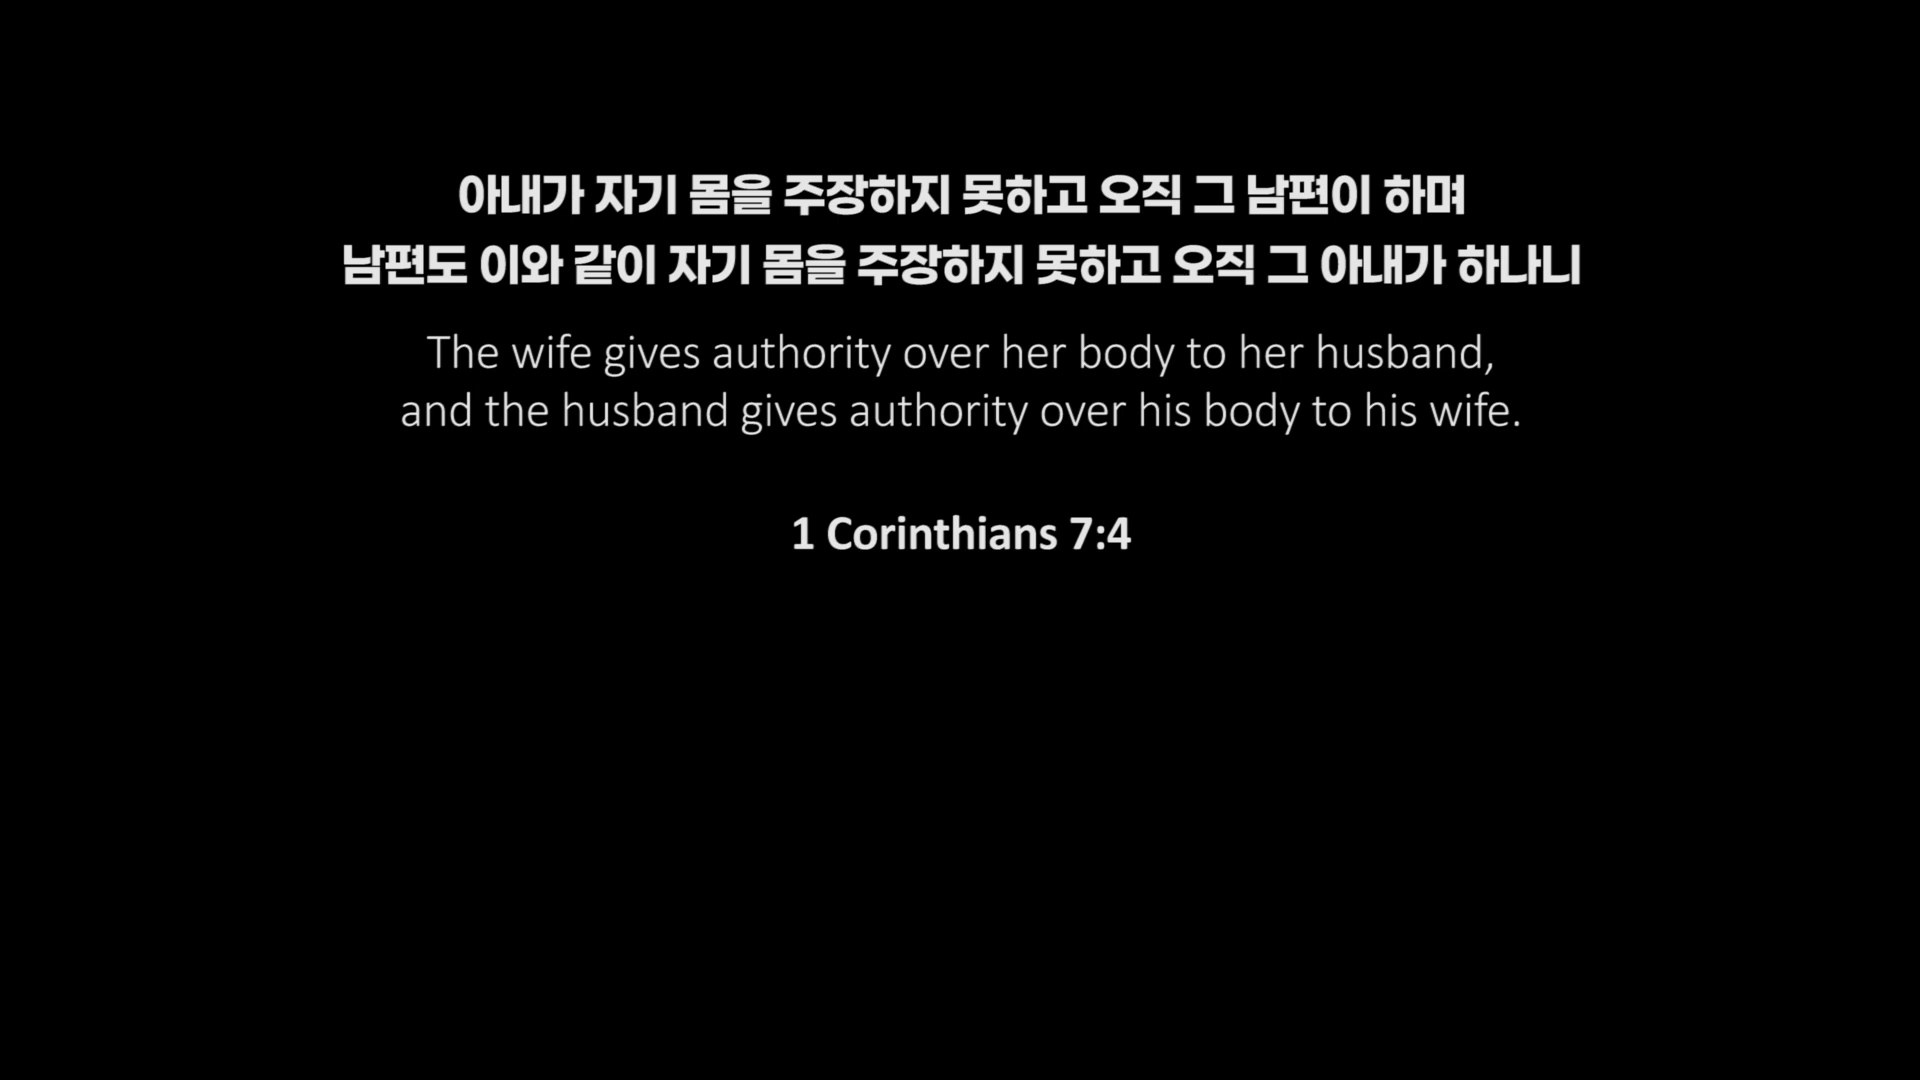 아내가 자기 몸을 주장하지 못하고 오직 그 남편이 하며
남편도 이와 같이 자기 몸을 주장하지 못하고 오직 그 아내가 하나니
The wife gives authority over her body to her husband,
and the husband gives authority over his body to his wife.
1 Corinthians 7:4